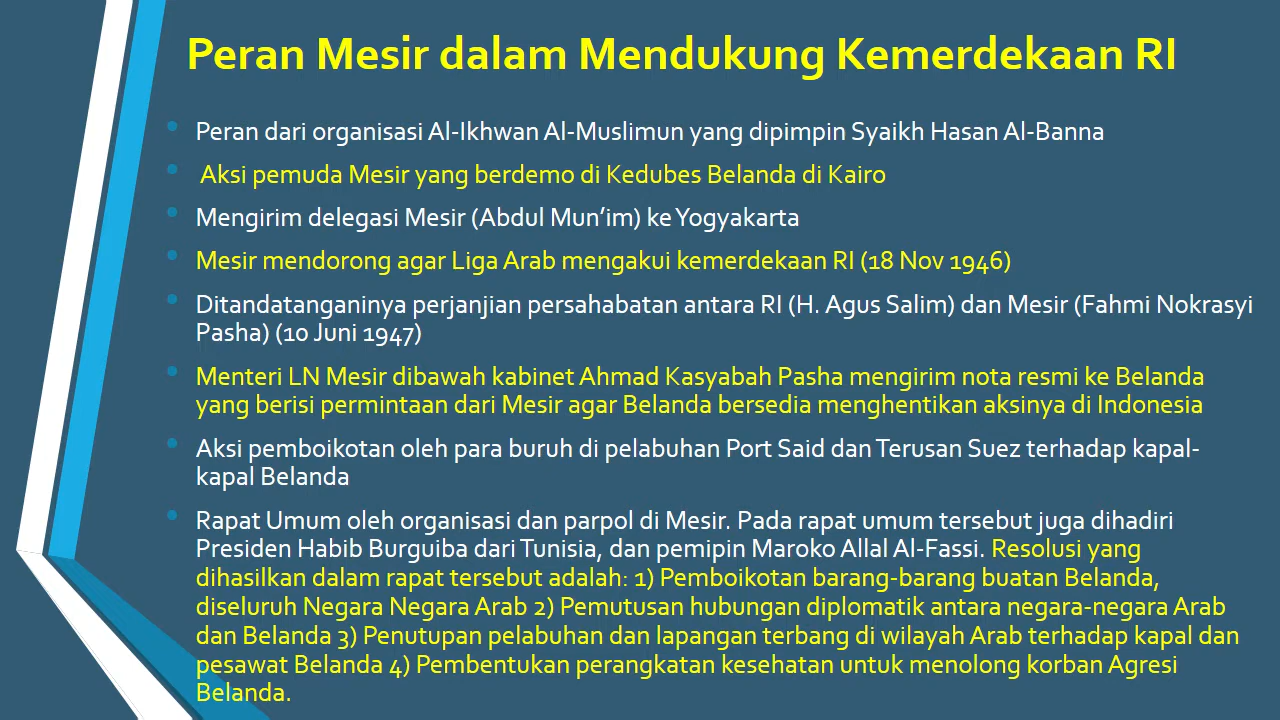 Peran Mesir dalam Mendukung Kemerdekaan RI
• Peran dari organisasi Al-Ikhwan Al-Muslimun yang dipimpin Syaikh Hasan Al-Banna
• Aksi pemuda Mesir yang berdemo di Kedubes Belanda di Kairo
• Mengirim delegasi Mesir (Abdul Mun’im) ke Yogyakarta
• Mesir mendorong agar Liga Arab mengakui kemerdekaan RI (18 Nov 1946)
• Ditandatanganinya perjanjian persahabatan antara RI (H. Agus Salim) dan Mesir (Fahmi Nokrasyi
Pasha) (10 Juni 1947)
• Menteri LN Mesir dibawah kabinet Ahmad Kasyabah Pasha mengirim nota resmi ke Belanda
yang berisi permintaan dari Mesir agar Belanda bersedia menghentikan aksinya di Indonesia
• Aksi pemboikotan oleh para buruh di pelabuhan Port Said dan Terusan Suez terhadap kapal-
kapal Belanda
• Rapat Umum oleh organisasi dan parpol di Mesir. Pada rapat umum tersebut juga dihadiri
Presiden Habib Burguiba dari Tunisia, dan pemipin Maroko Allal Al-Fassi. Resolusi yang
dihasilkan dalam rapat tersebut adalah: 1) Pemboikotan barang-barang buatan Belanda,
diseluruh Negara Negara Arab 2) Pemutusan hubungan diplomatik antara negara-negara Arab
dan Belanda 3) Penutupan pelabuhan dan lapangan terbang di wilayah Arab terhadap kapal dan
pesawat Belanda 4) Pembentukan perangkatan kesehatan untuk menolong korban Agresi
Belanda.